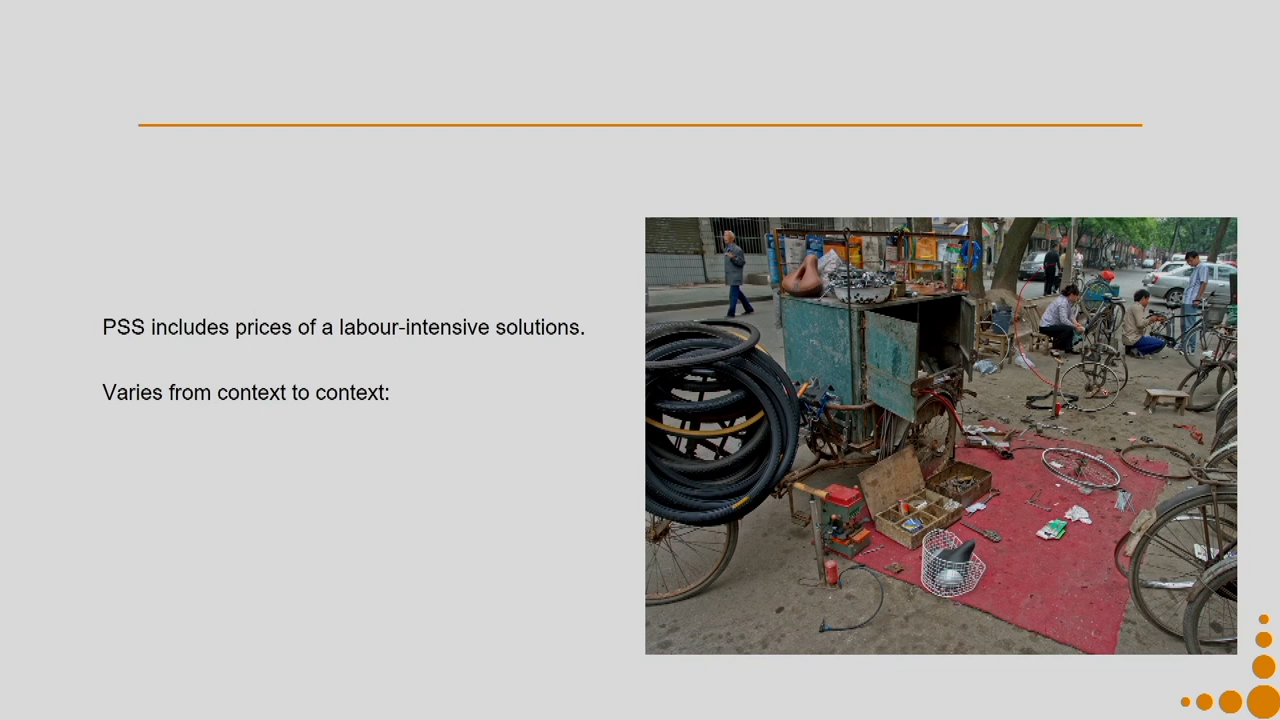 PSS includes prices of a labour-intensive solutions.
Varies from context to context: